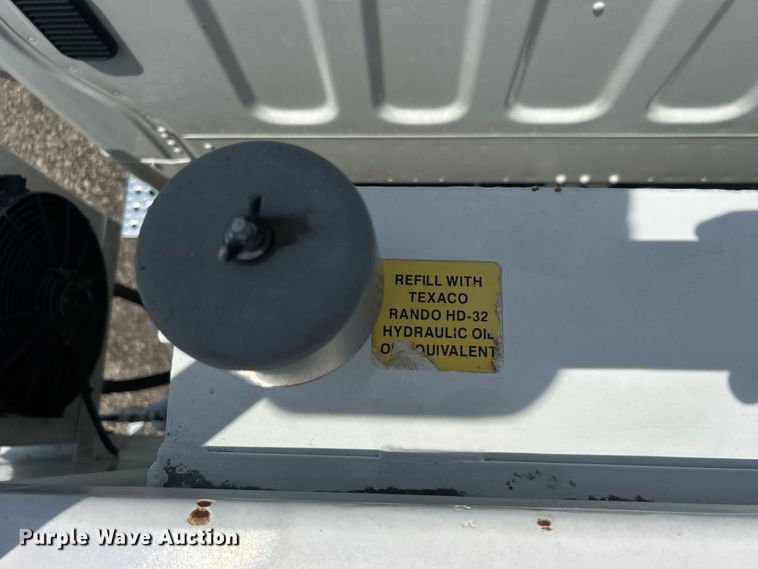 REFILL WITH
TEXACO
RANDO HD-32
HYDRAULIC OIL
EQUIVALENT
Purple Wave Auction